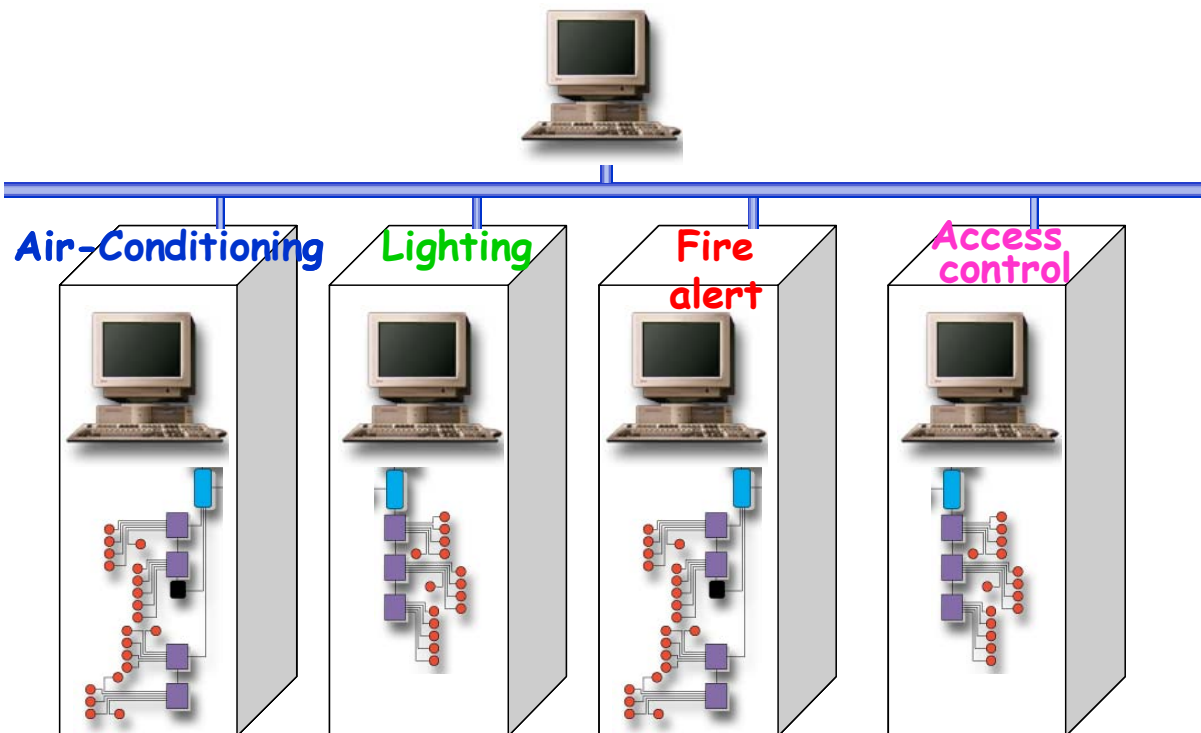 Air-Conditioning
Lighting
Fire
alert
Access
control